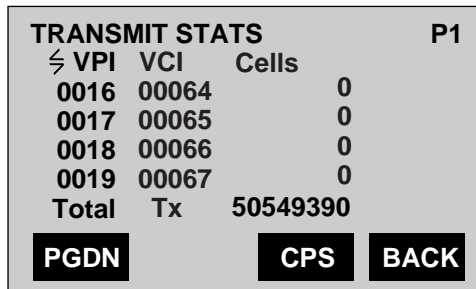 TRANSMIT STATS P1
VPI VCI Cells
0016 00064 0
0017 00065 0
0018 00066 0
0019 00067 0
Total Tx 50549390
PGDN CPS BACK